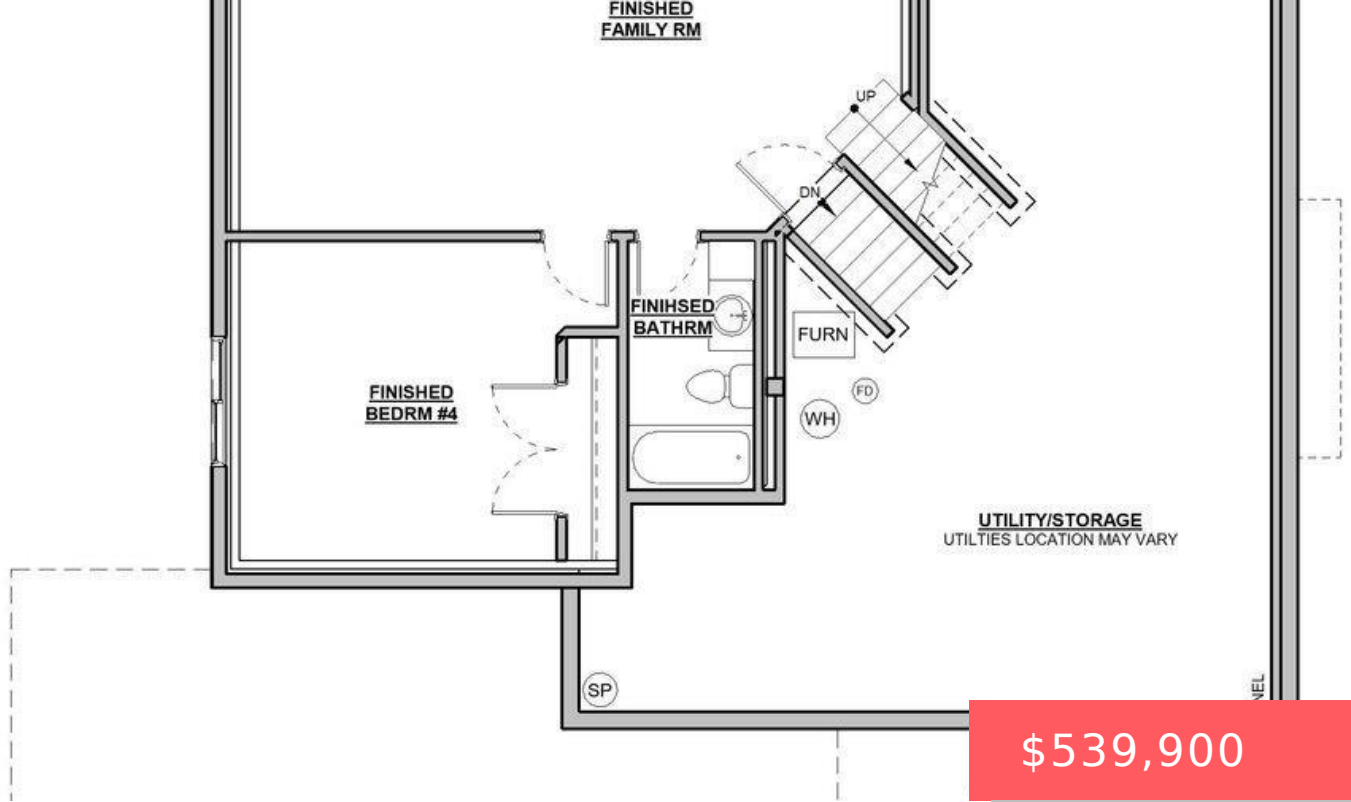 FINISHED
FAMILY RM
UP
DN
FINIHSED
BATHRM
FURN
FINISHED
BEDRM #4
FD
WH
UTILITY/STORAGE
UTILTIES LOCATION MAY VARY
SP
$539,900